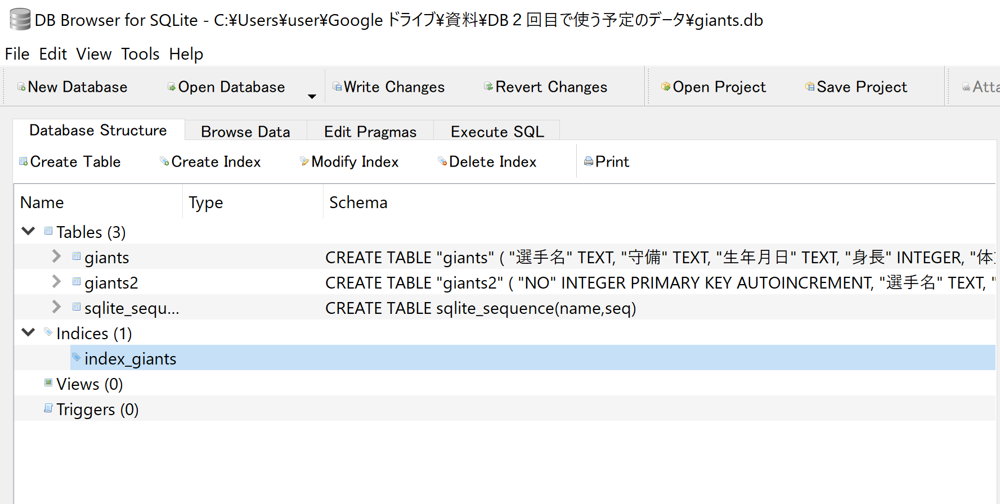 DB Browser for SQLite - C:¥Users¥user¥Google ドライブ¥資料¥DB２回目で使う予定のデータ¥giants.db
File Edit View Tools Help
New Database Open Database Write Changes Revert Changes Open Project Save Project Atta
Database Structure Browse Data Edit Pragmas Execute SQL
Create Table Create Index Modify Index Delete Index Print
Name Type Schema
Tables (3)
giants CREATE TABLE "giants" ( "選手名" TEXT, "守備" TEXT, "生年月日" TEXT, "身長" INTEGER, "体
giants2 CREATE TABLE "giants2" ( "NO" INTEGER PRIMARY KEY AUTOINCREMENT, "選手名" TEXT, "
sqlite_sequ... CREATE TABLE sqlite_sequence(name,seq)
Indices (1)
index_giants
Views (0)
Triggers (0)